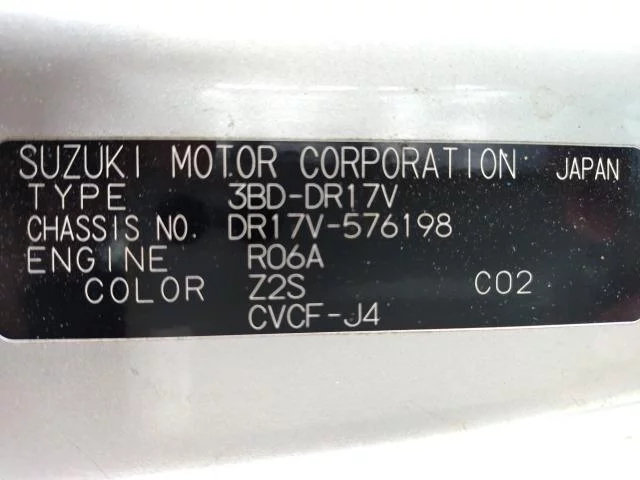 SUZUKI MOTOR CORPORATION JAPAN
TYPE 3BD-DR17V
CHASSIS NO. DR17V-576198
ENGINE R06A
COLOR Z2S C02
CVCF-J4